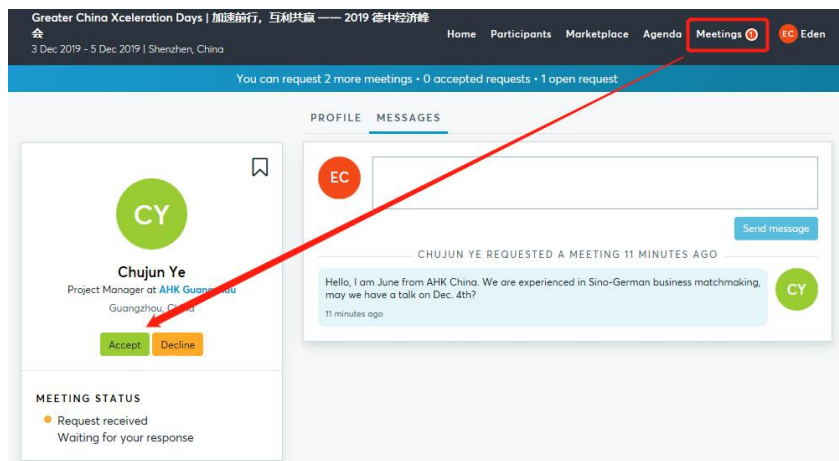 Greater China Xceleration Days | 加速前行，互利共赢 —— 2019 德中经济峰
会
3 Dec 2019 - 5 Dec 2019 | Shenzhen, China
Home Participants Marketplace Agenda Meetings 1 EC Eden
You can request 2 more meetings • 0 accepted requests • 1 open request
PROFILE MESSAGES
EC
Send message
CHUJUN YE REQUESTED A MEETING 11 MINUTES AGO
Hello, I am June from AHK China. We are experienced in Sino-German business matchmaking,
may we have a talk on Dec. 4th?
11 minutes ago
CY
CY
Chujun Ye
Project Manager at AHK Guangzhou
Guangzhou, China
Accept Decline
MEETING STATUS
Request received
Waiting for your response